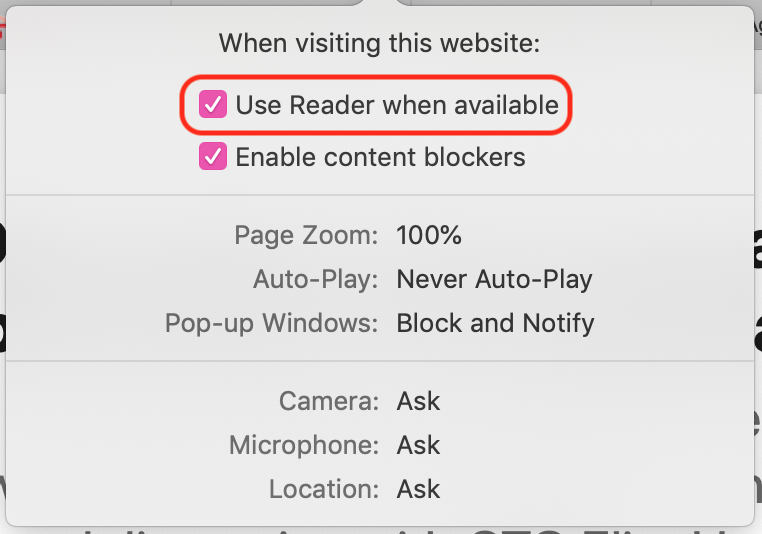 When visiting this website:
Use Reader when available
Enable content blockers
Page Zoom: 100%
Auto-Play: Never Auto-Play
Pop-up Windows: Block and Notify
Camera: Ask
Microphone: Ask
Location: Ask